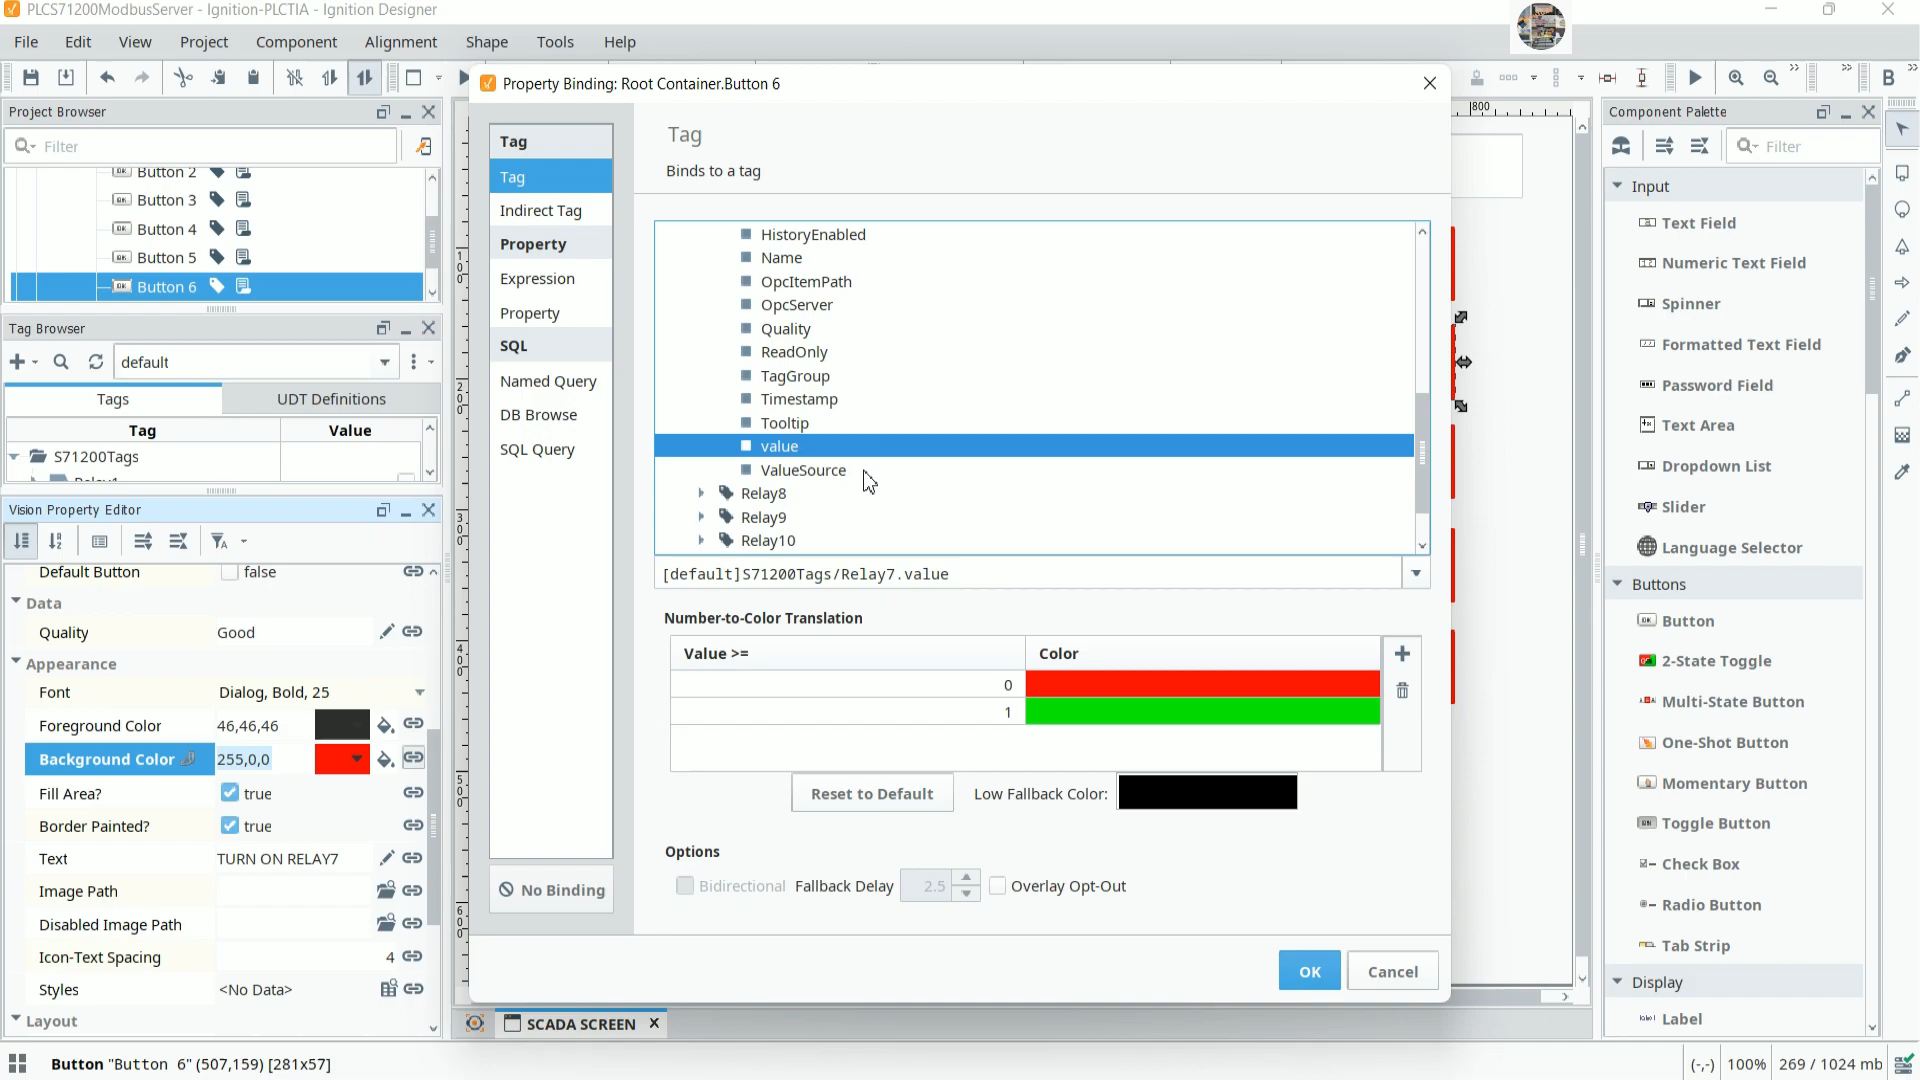 PLCS71200ModbusServer - Ignition-PLCTIA - Ignition Designer
File Edit View Project Component Alignment Shape Tools Help
B
Project Browser
Filter
Button 2
Button 3
Button 4
Button 5
Button 6
Tag Browser
default
Tags UDT Definitions
Tag Value
S71200Tags
Vision Property Editor
Default Button false
Data
Quality Good
Appearance
Font Dialog, Bold, 25
Foreground Color 46,46,46
Background Color 255,0,0
Fill Area? true
Border Painted? true
Text TURN ON RELAY7
Image Path
Disabled Image Path
Icon-Text Spacing 4
Styles <No Data>
Layout
Property Binding: Root Container.Button 6
Tag
Tag
Indirect Tag
Property
Expression
Property
SQL
Named Query
DB Browse
SQL Query
No Binding
Tag
Binds to a tag
HistoryEnabled
Name
OpcItemPath
OpcServer
Quality
ReadOnly
TagGroup
Timestamp
Tooltip
value
ValueSource
Relay8
Relay9
Relay10
[default]S71200Tags/Relay7.value
Number-to-Color Translation
Value >= Color
0
1
Reset to Default Low Fallback Color:
Options
Bidirectional Fallback Delay 2.5 Overlay Opt-Out
OK Cancel
SCADA SCREEN
800
100
200
300
400
500
600
Component Palette
Filter
Input
Text Field
Numeric Text Field
Spinner
Formatted Text Field
Password Field
Text Area
Dropdown List
Slider
Language Selector
Buttons
Button
2-State Toggle
Multi-State Button
One-Shot Button
Momentary Button
Toggle Button
Check Box
Radio Button
Tab Strip
Display
Label
Button "Button 6" (507,159) [281x57]
(-,-) 100% 269 / 1024 mb